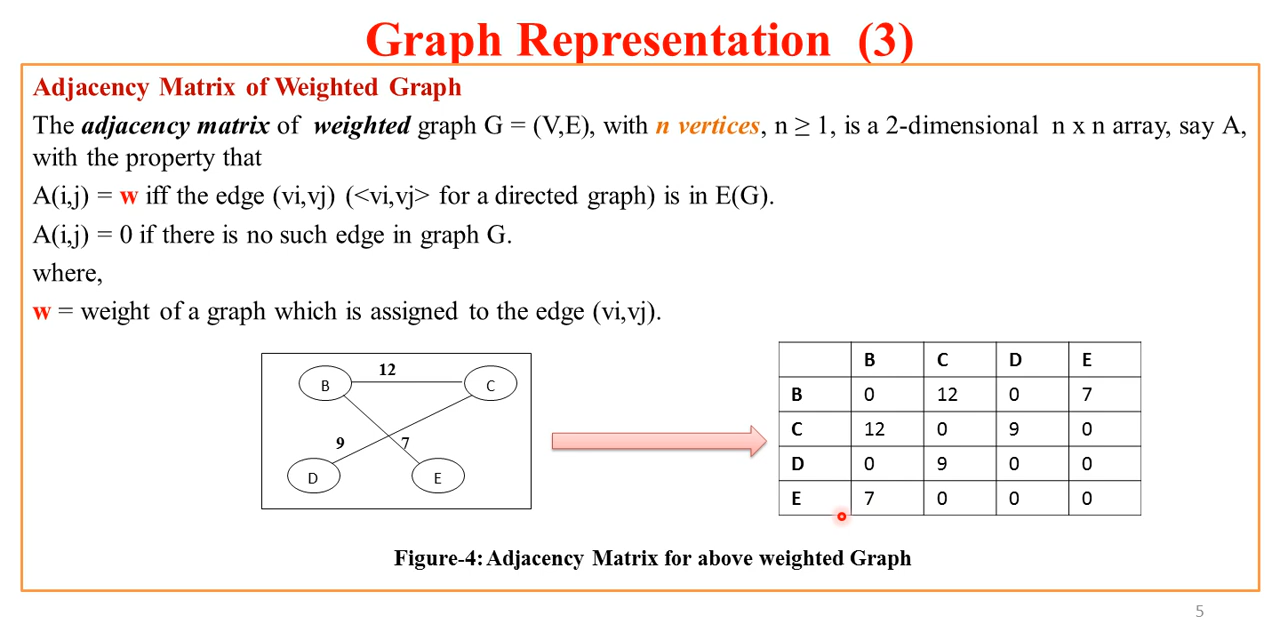 Graph Representation (3)
Adjacency Matrix of Weighted Graph
The adjacency matrix of weighted graph G = (V,E), with n vertices, n ≥ 1, is a 2-dimensional n x n array, say A,
with the property that
A(i,j) = w iff the edge (vi,vj) (<vi,vj> for a directed graph) is in E(G).
A(i,j) = 0 if there is no such edge in graph G.
where,
w = weight of a graph which is assigned to the edge (vi,vj).
12
B C
9 7
D E
B C D E
B 0 12 0 7
C 12 0 9 0
D 0 9 0 0
E 7 0 0 0
Figure-4: Adjacency Matrix for above weighted Graph
5